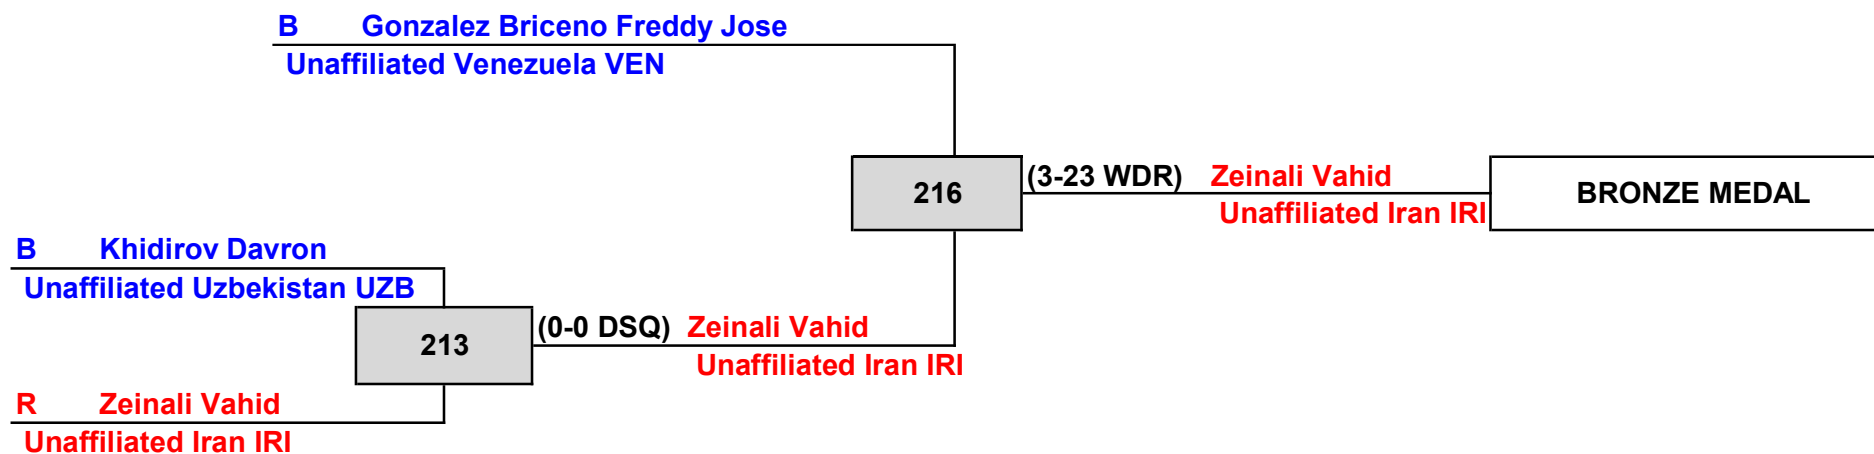 B Gonzalez Briceno Freddy Jose
Unaffiliated Venezuela VEN
216
(3-23 WDR) Zeinali Vahid
Unaffiliated Iran IRI
BRONZE MEDAL
B Khidirov Davron
Unaffiliated Uzbekistan UZB
213
(0-0 DSQ) Zeinali Vahid
Unaffiliated Iran IRI
R Zeinali Vahid
Unaffiliated Iran IRI